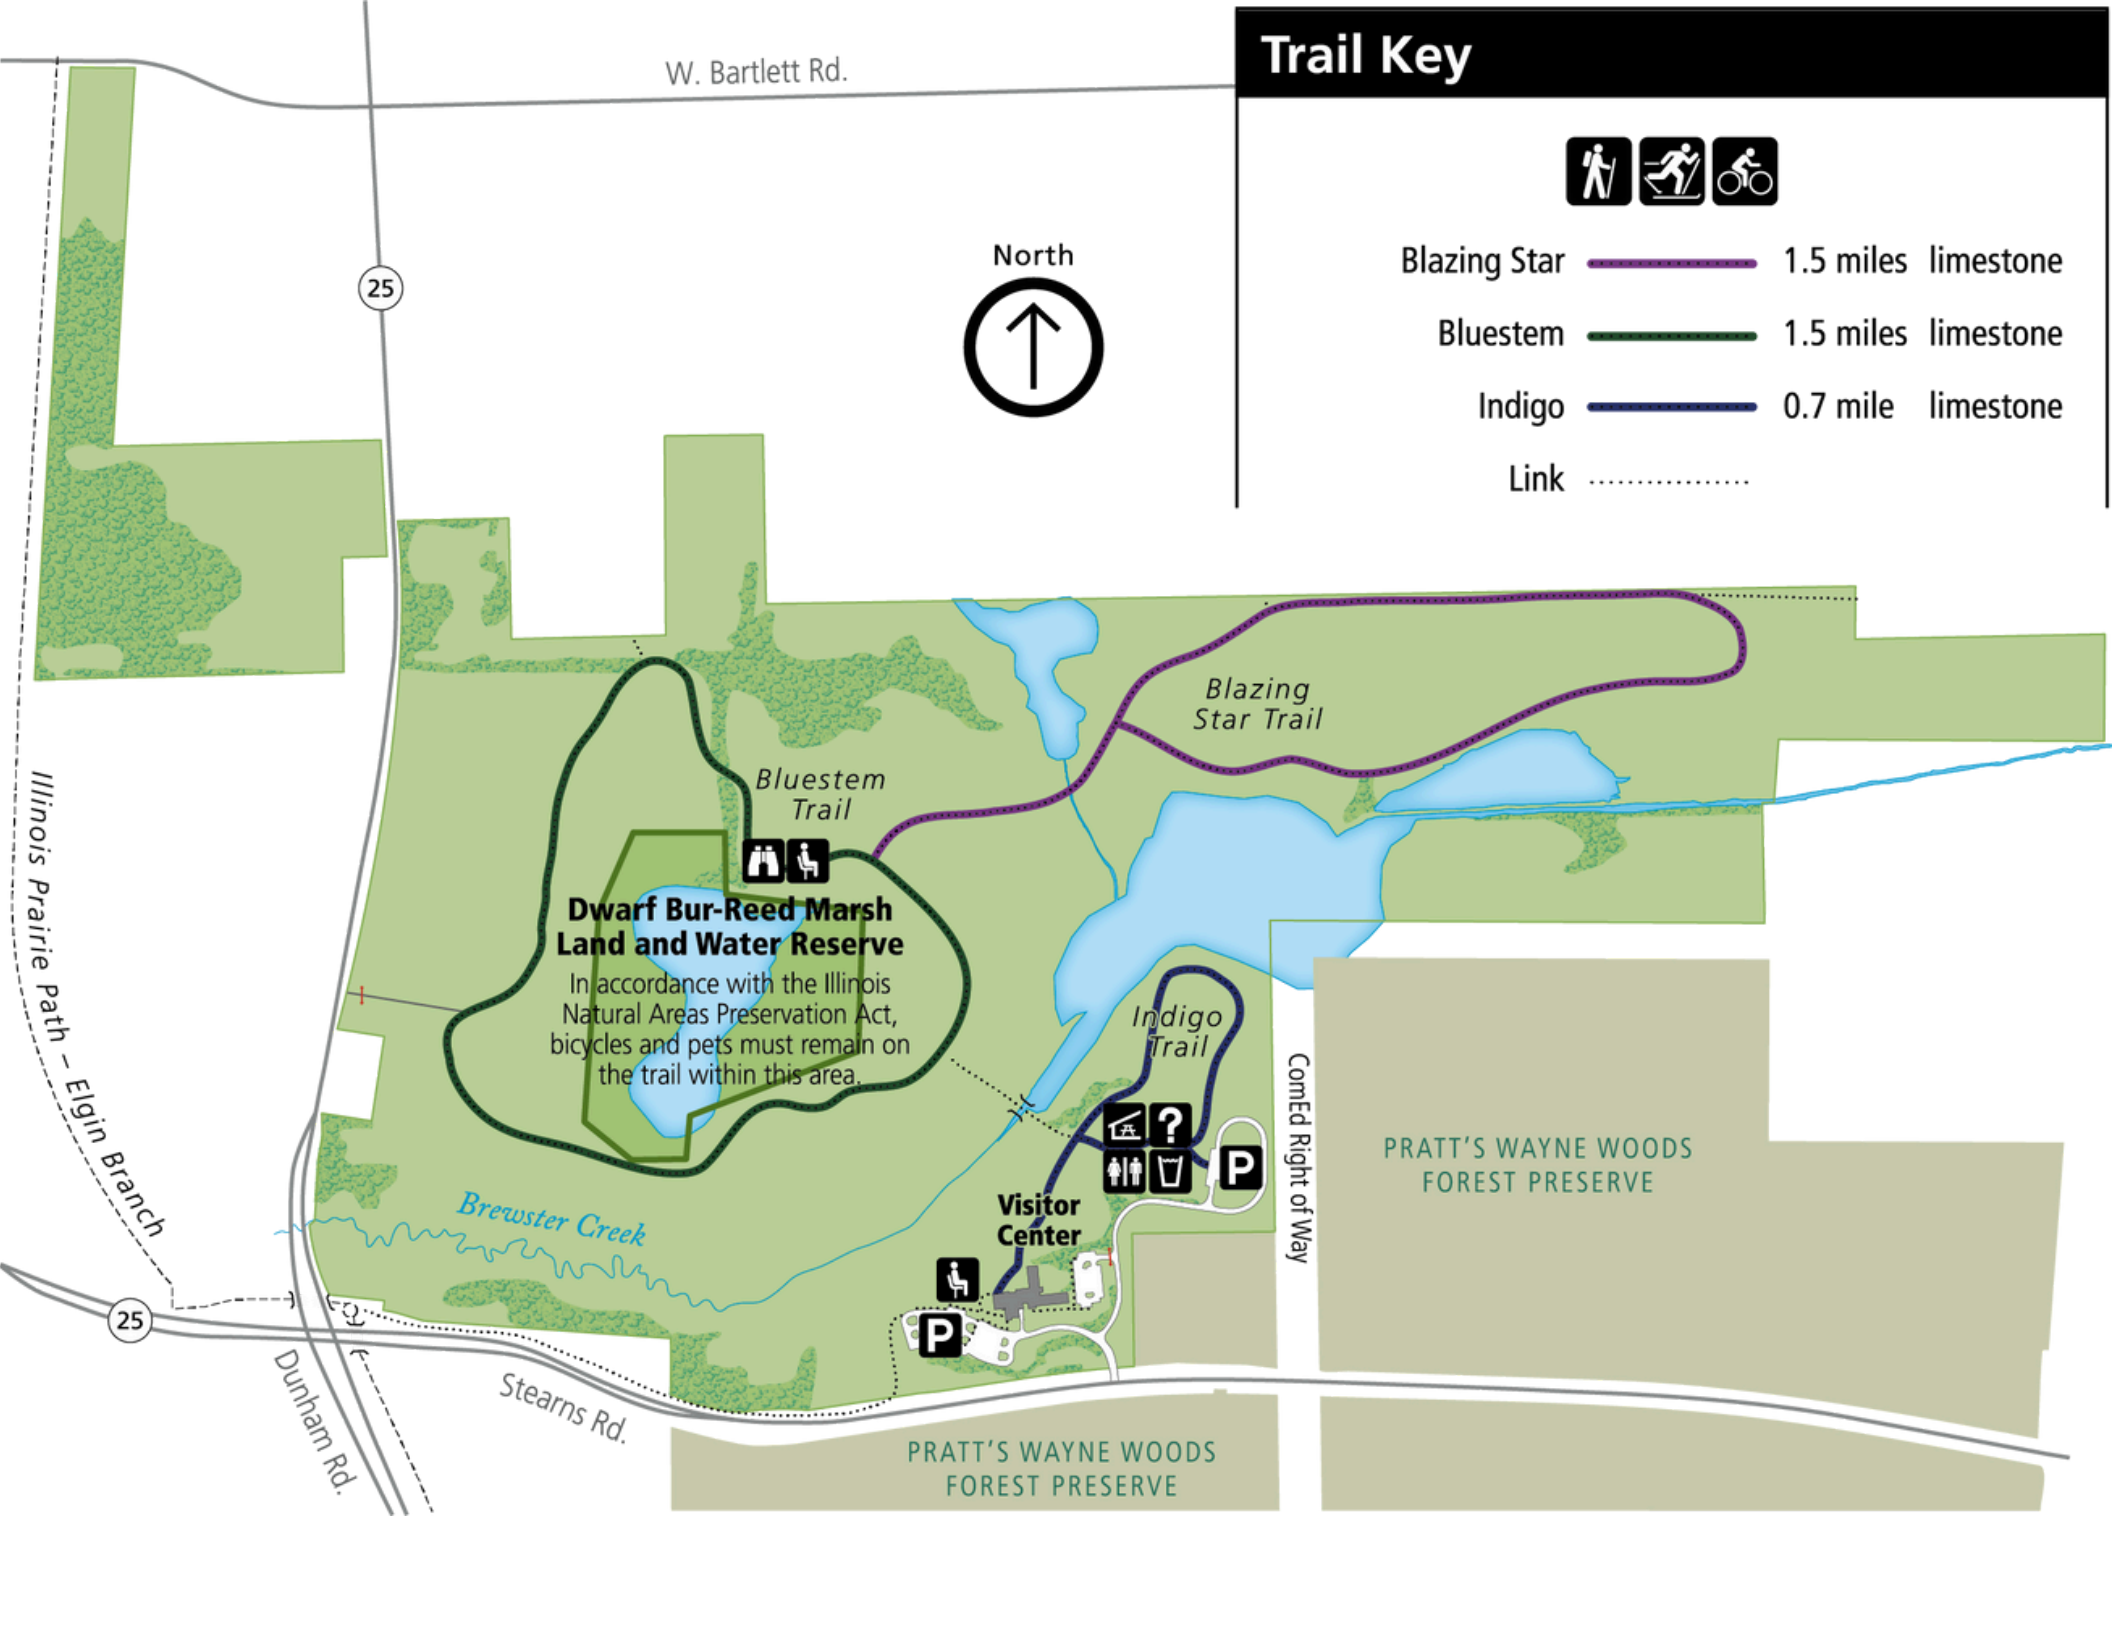 W. Bartlett Rd.
Trail Key
Blazing Star 1.5 miles limestone
Bluestem 1.5 miles limestone
Indigo 0.7 mile limestone
Link
North
25
Blazing
Star Trail
Bluestem
Trail
Dwarf Bur-Reed Marsh
Land and Water Reserve
In accordance with the Illinois
Natural Areas Preservation Act,
bicycles and pets must remain on
the trail within this area.
Indigo
Trail
Illinois Prairie Path – Elgin Branch
?
P
ComEd Right of Way
PRATT'S WAYNE WOODS
FOREST PRESERVE
Visitor
Center
Brewster Creek
P
25
Dunham Rd.
Stearns Rd.
PRATT'S WAYNE WOODS
FOREST PRESERVE